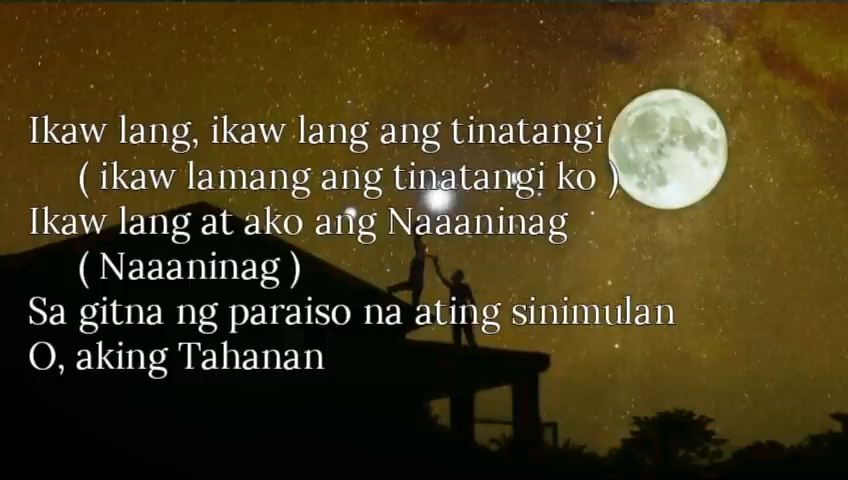 Ikaw lang, ikaw lang ang tinatangi
( ikaw lamang ang tinatangi ko )
Ikaw lang at ako ang Naaaninag
( Naaaninag )
Sa gitna ng paraiso na ating sinimulan
O, aking Tahanan